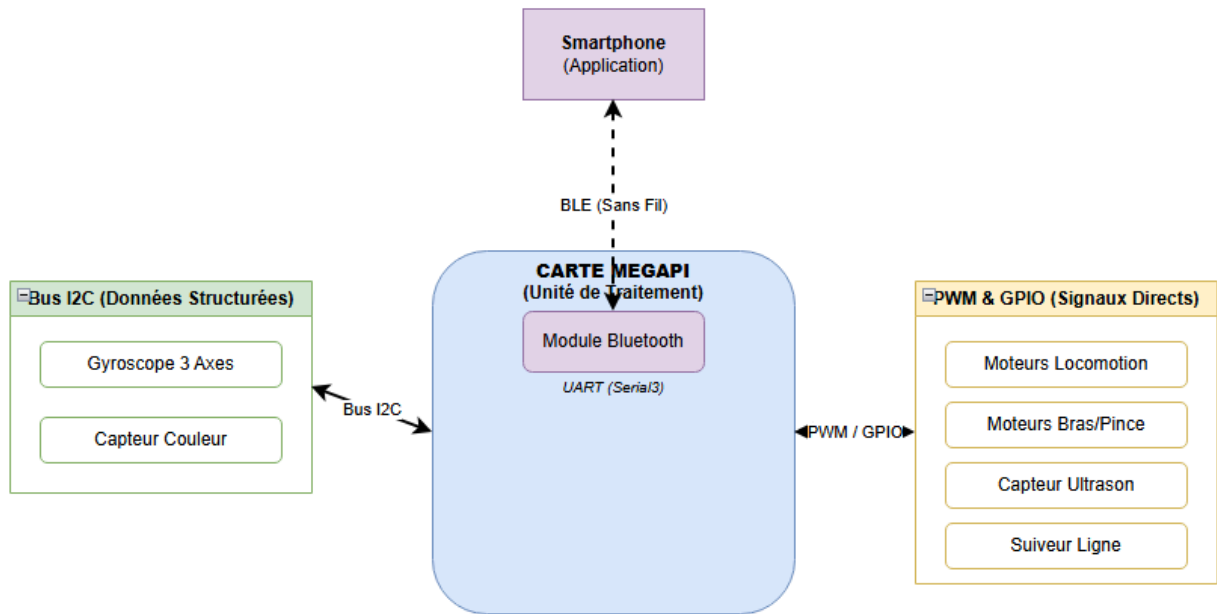 Smartphone
(Application)
BLE (Sans Fil)
CARTE MEGAPI
(Unité de Traitement)
Module Bluetooth
UART (Serial3)
Bus I2C (Données Structurées)
Gyroscope 3 Axes
Capteur Couleur
Bus I2C
PWM / GPIO
PWM & GPIO (Signaux Directs)
Moteurs Locomotion
Moteurs Bras/Pince
Capteur Ultrason
Suiveur Ligne